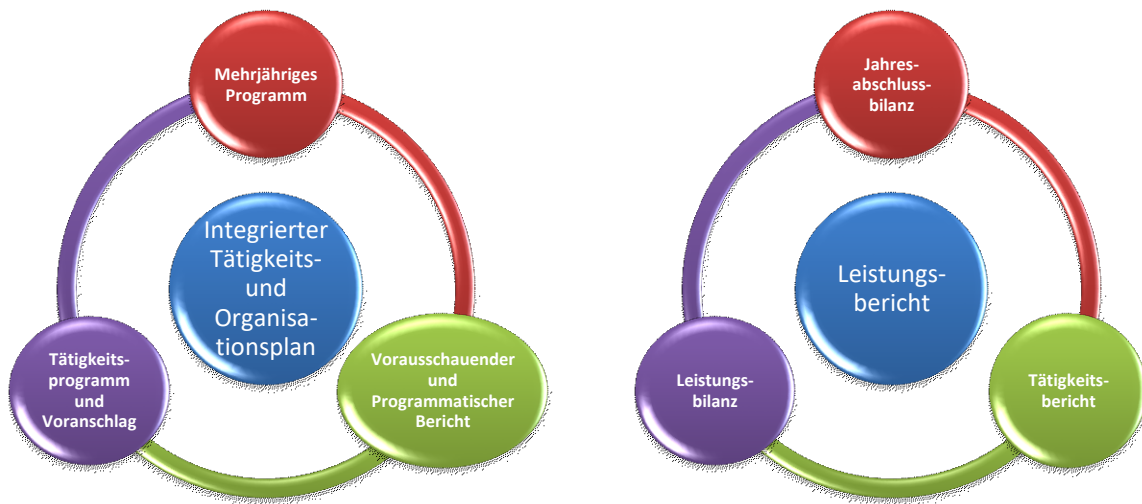 Mehrjähriges
Programm
Integrierter
Tätigkeits-
und
Organisa-
tionsplan
Tätigkeits-
programm
und
Voranschlag
Vorausschauender
und
Programmatischer
Bericht
Jahres-
abschluss-
bilanz
Leistungs-
bericht
Leistungs-
bilanz
Tätigkeits-
bericht